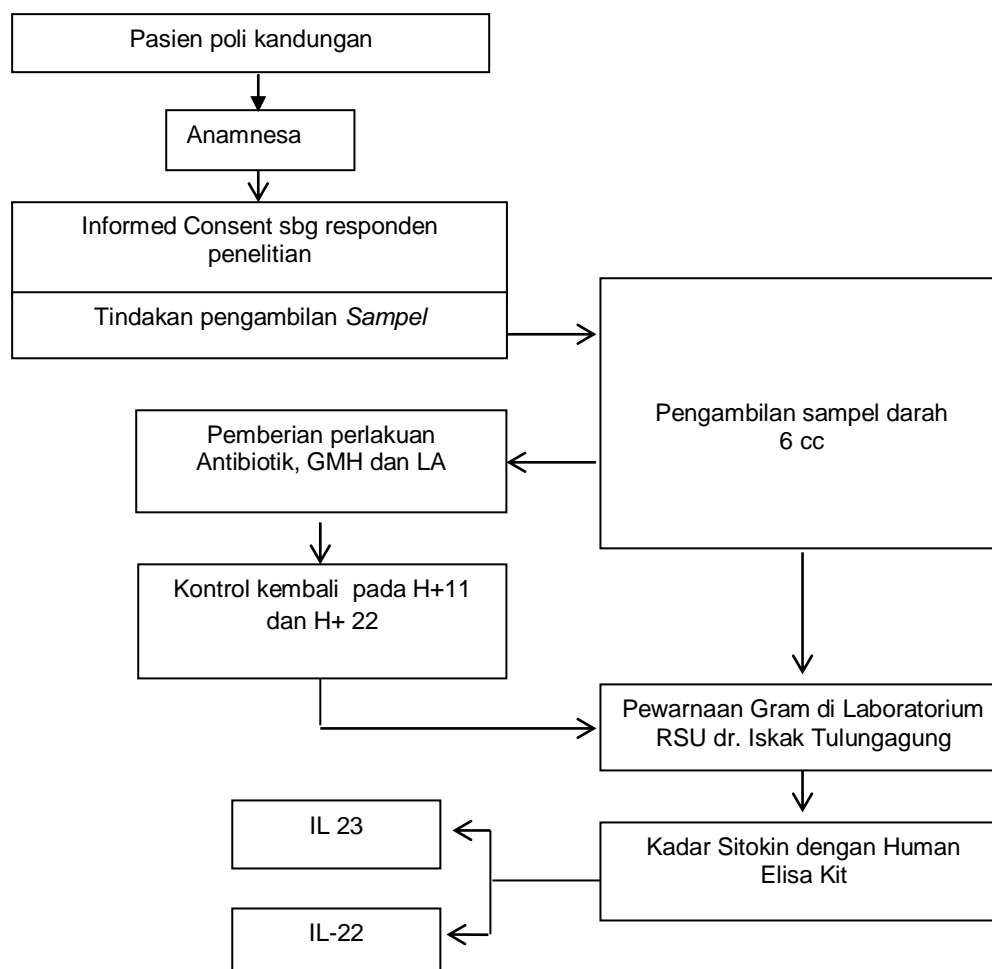 Pasien poli kandungan
Anamnesa
Informed Consent sbg responden
penelitian
Tindakan pengambilan Sampel
Pengambilan sampel darah
6 cc
Pemberian perlakuan
Antibiotik, GMH dan LA
Kontrol kembali pada H+11
dan H+ 22
Pewarnaan Gram di Laboratorium
RSU dr. Iskak Tulungagung
Kadar Sitokin dengan Human
Elisa Kit
IL 23
IL-22